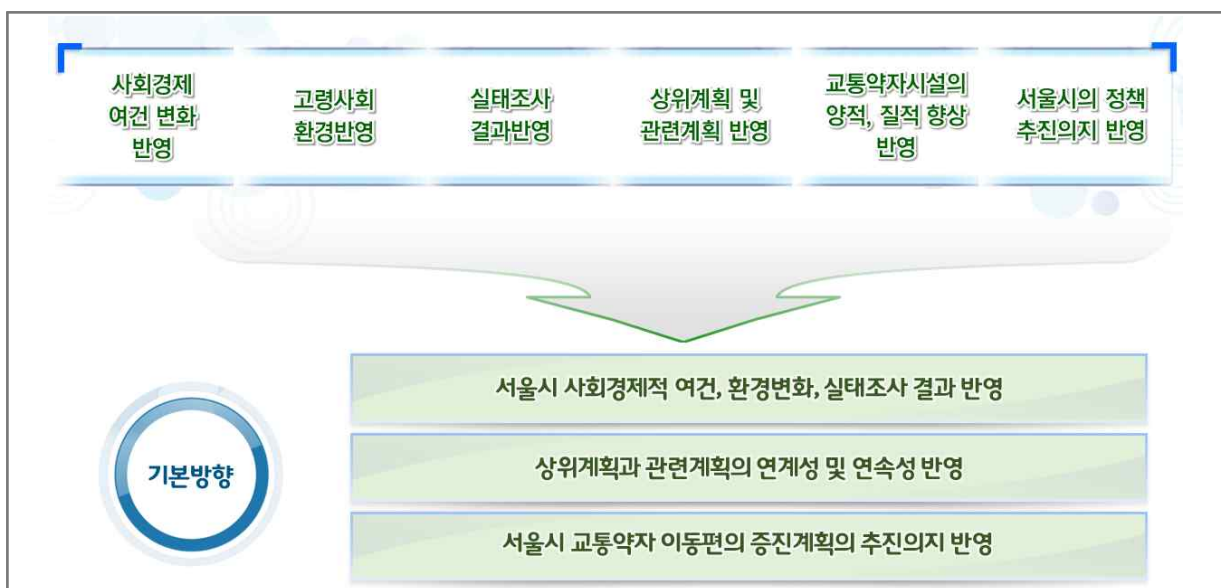 사회경제
여건 변화
반영
고령사회
환경반영
실태조사
결과반영
상위계획 및
관련계획 반영
교통약자시설의
양적, 질적 향상
반영
서울시의 정책
추진의지 반영
기본방향
서울시 사회경제적 여건, 환경변화, 실태조사 결과 반영
상위계획과 관련계획의 연계성 및 연속성 반영
서울시 교통약자 이동편의 증진계획의 추진의지 반영